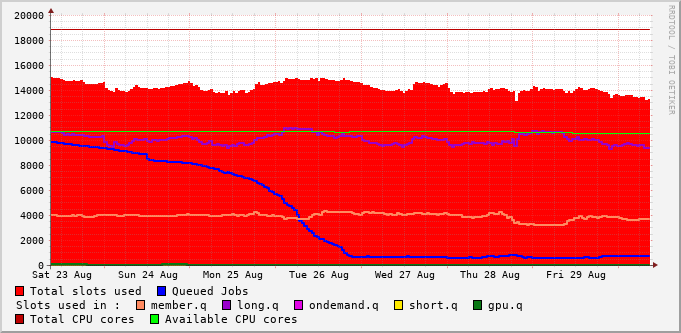 20000
18000
16000
14000
12000
10000
8000
6000
4000
2000
0
Sat 23 Aug Sun 24 Aug Mon 25 Aug Tue 26 Aug Wed 27 Aug Thu 28 Aug Fri 29 Aug
Total slots used Queued Jobs
Slots used in : member.q long.q ondemand.q short.q gpu.q
Total CPU cores Available CPU cores
RRDTOOL / TOBI OETIKER